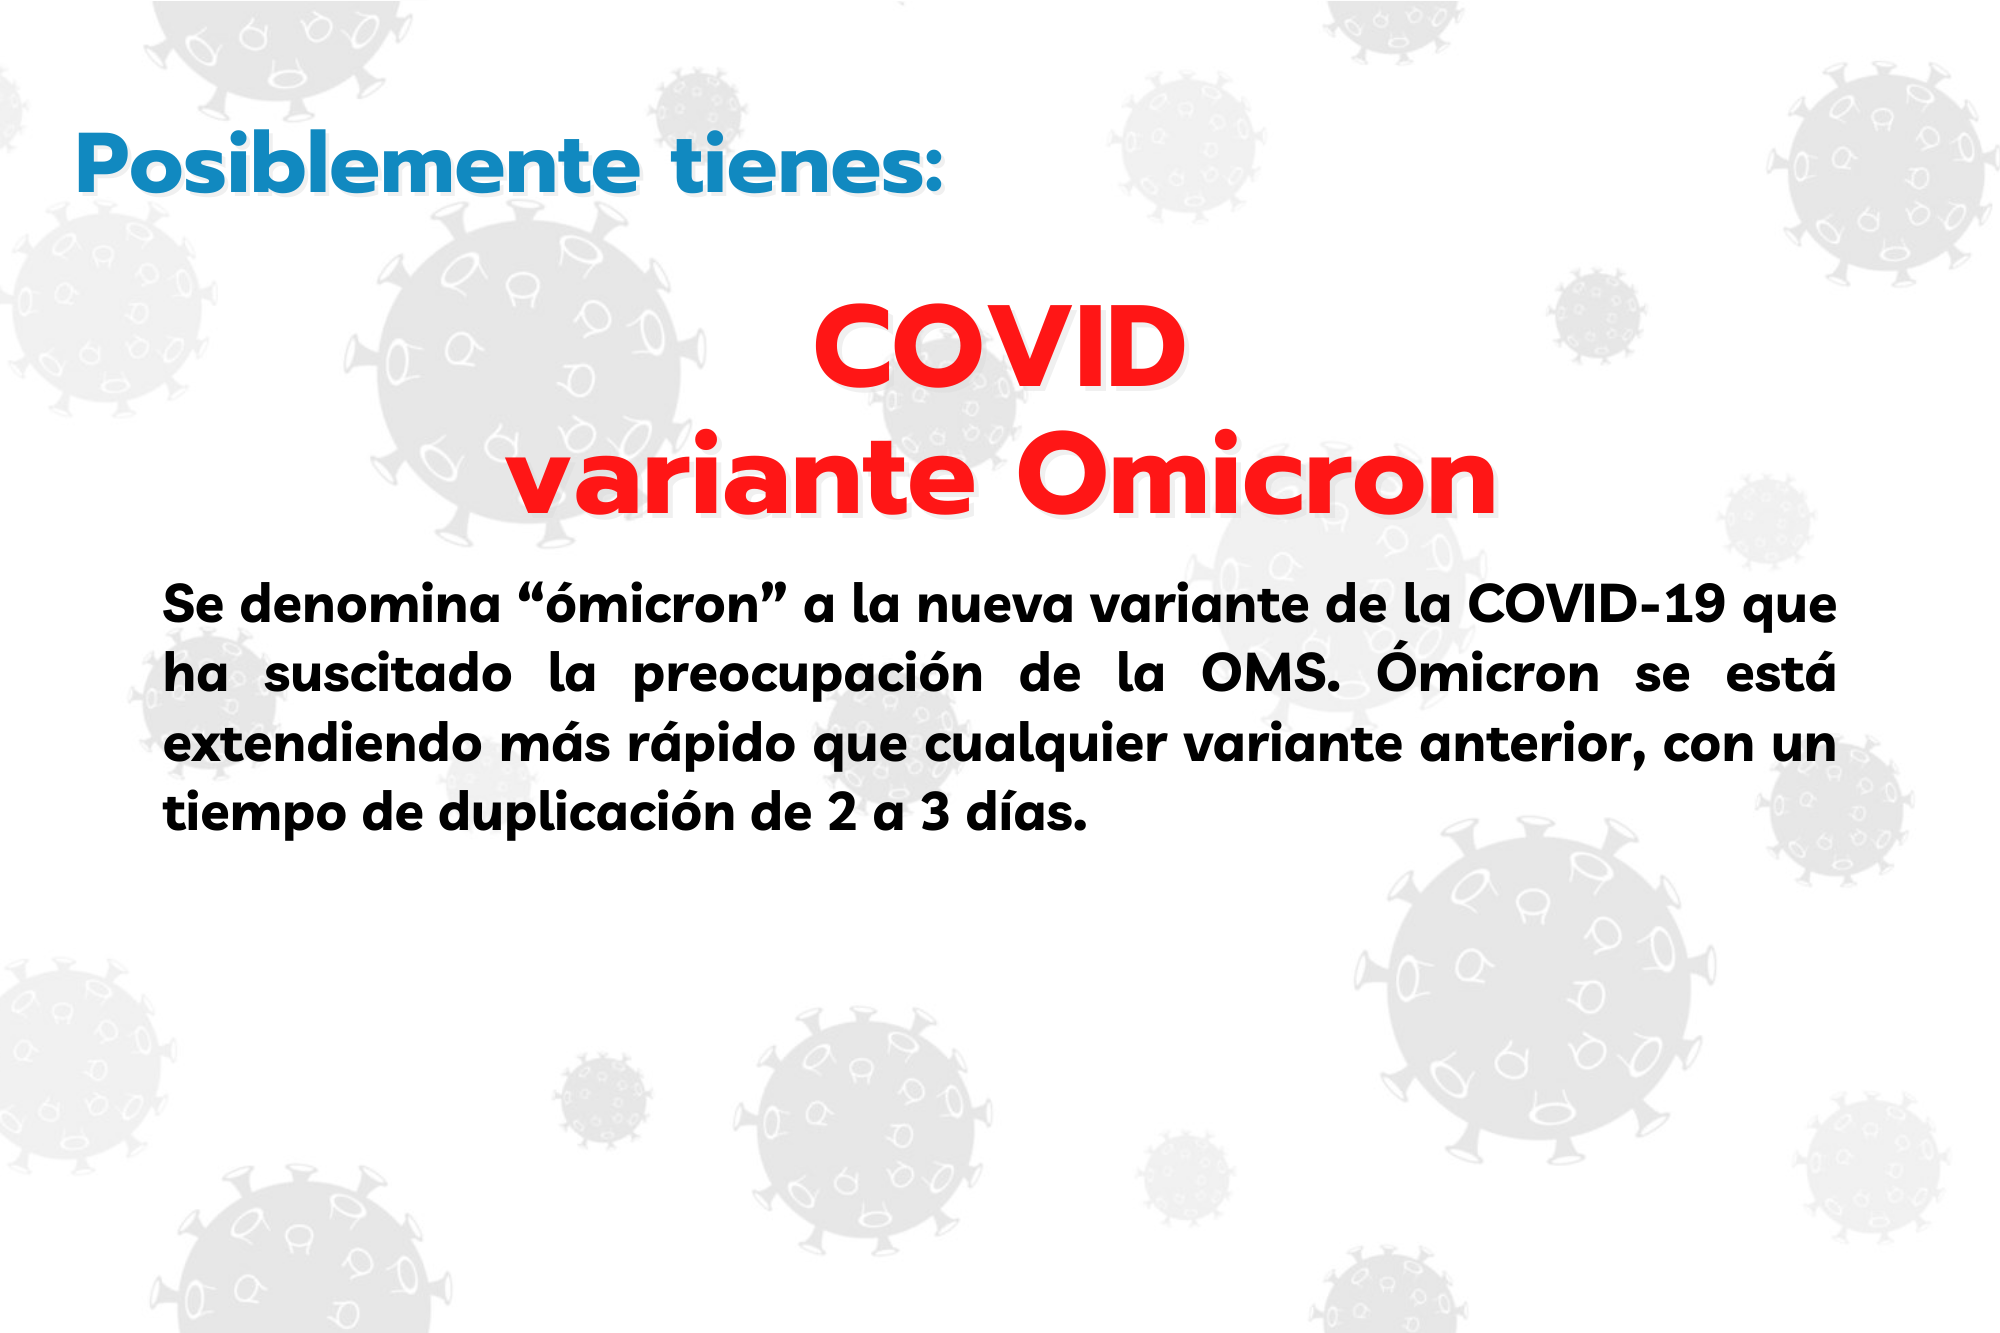 Posiblemente tienes:
COVID
variante Omicron
Se denomina “ómicron” a la nueva variante de la COVID-19 que
ha suscitado la preocupación de la OMS. Ómicron se está
extendiendo más rápido que cualquier variante anterior, con un
tiempo de duplicación de 2 a 3 días.